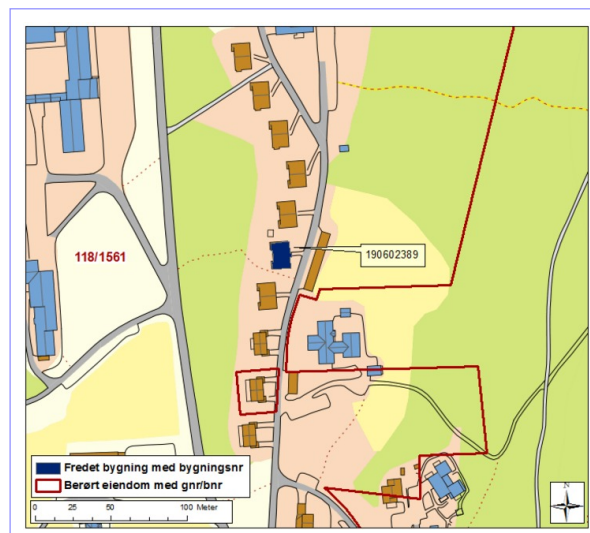 118/1561
190602389
Fredet bygning med bygningsnr
Berørt eiendom med gnr/bnr
0 25 50 100 Meter
N